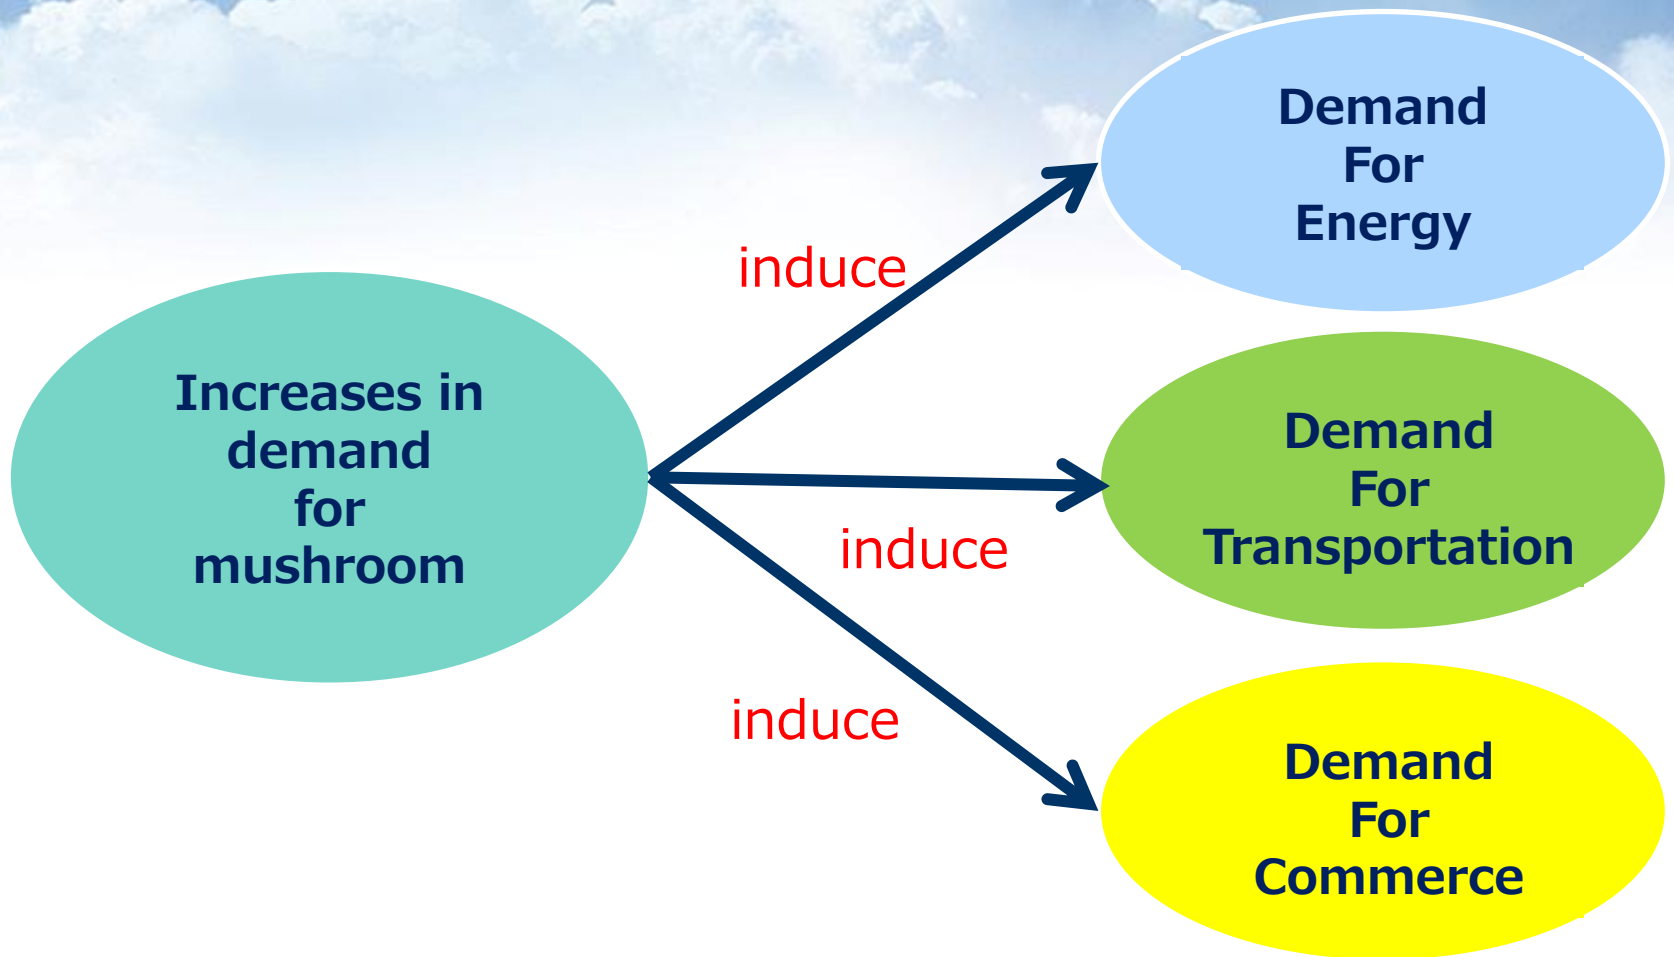 Increases in
demand
for
mushroom
induce
induce
induce
Demand
For
Energy
Demand
For
Transportation
Demand
For
Commerce